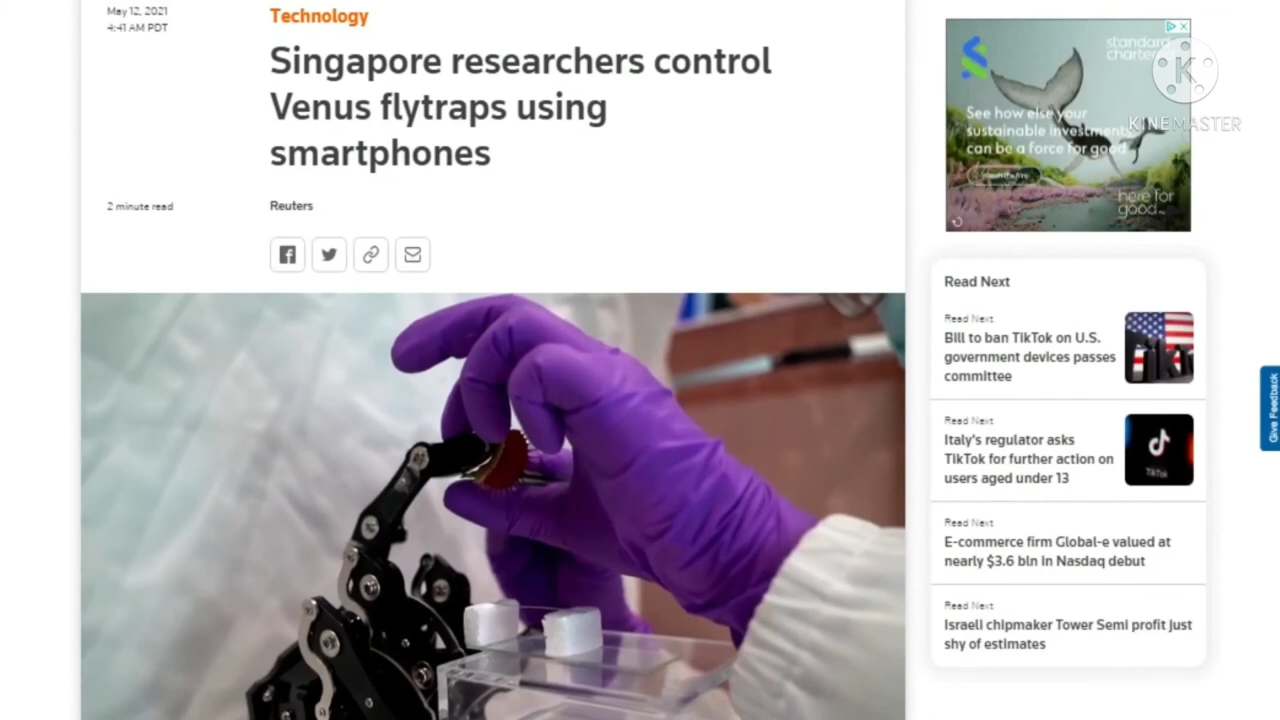 May 12, 2021
4:41 AM PDT
Technology
Singapore researchers control
Venus flytraps using
smartphones
2 minute read
Reuters
standard
chartered
See how else your
sustainable investments
can be a force for good
here for
good
KINEMASTER
Read Next
Read Next
Bill to ban TikTok on U.S.
government devices passes
committee
Read Next
Italy's regulator asks
TikTok for further action on
users aged under 13
TikTok
Read Next
E-commerce firm Global-e valued at
nearly $3.6 bln in Nasdaq debut
Read Next
Israeli chipmaker Tower Semi profit just
shy of estimates
Give Feedback